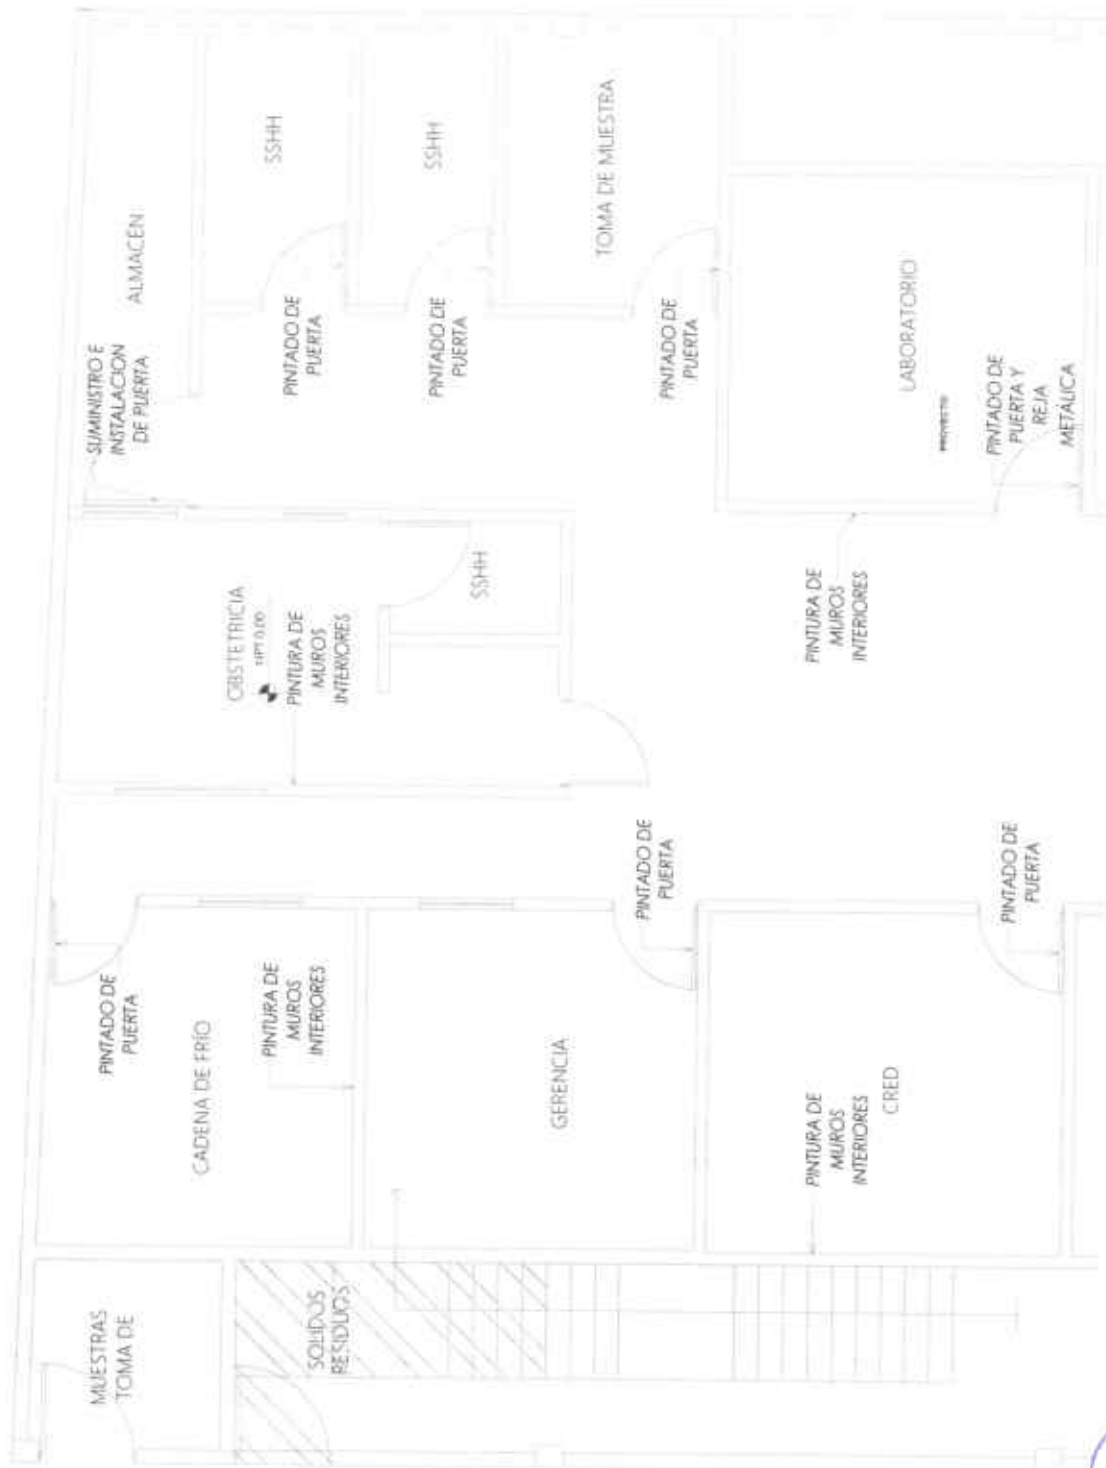 ALMACÉN
SSHH
SSHH
TOMA DE MUESTRA
SUMINISTRO E
INSTALACION
DE PUERTA
PINTADO DE
PUERTA
PINTADO DE
PUERTA
PINTADO DE
PUERTA
LABORATORIO
PROYECTO
PINTADO DE
PUERTA Y
REJA
METÁLICA
OBSTETRICIA
PINTURA DE
MUROS
INTERIORES
SSHH
PINTURA DE
MUROS
INTERIORES
PINTADO DE
PUERTA
PINTADO DE
PUERTA
PINTADO DE
PUERTA
CADENA DE FRÍO
PINTURA DE
MUROS
INTERIORES
GERENCIA
PINTURA DE
MUROS
INTERIORES
CRED
MUESTRAS
TOMA DE
SOLIDOS
RESIDUOS